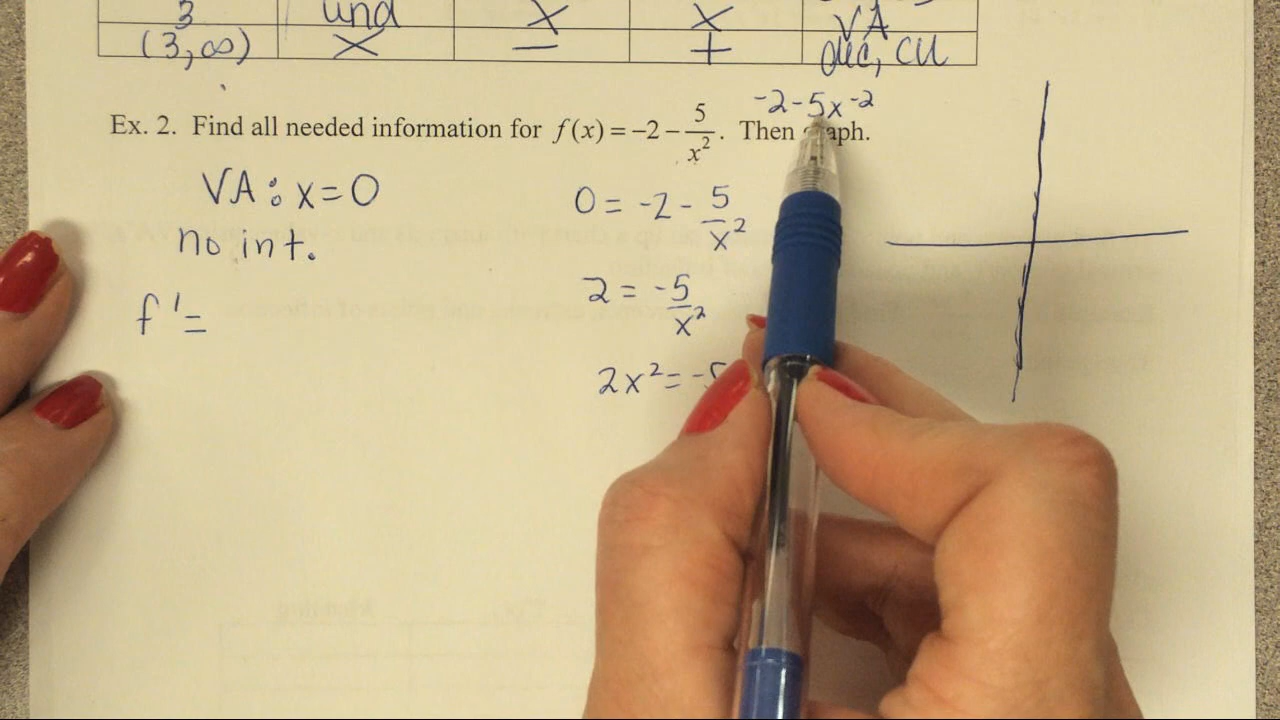 3 und X X VA
(3,∞) X − + dec, CU
-2-5x⁻²
Ex. 2. Find all needed information for f(x) = −2 − 5/x². Then graph.
VA: x=0
no int.
f'=
0 = -2 - 5/x²
2 = -5/x²
2x² = -5